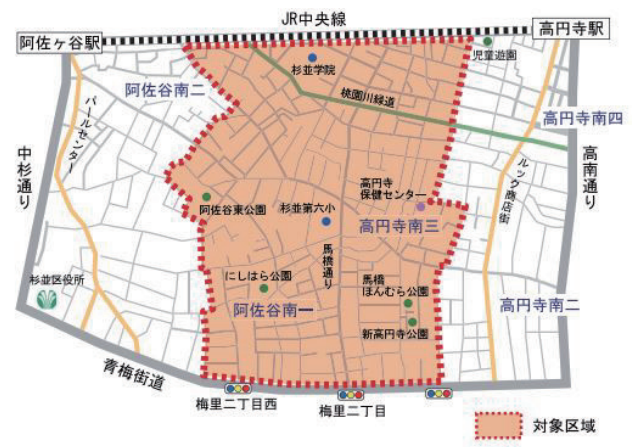 JR中央線
阿佐ケ谷駅
高円寺駅
児童遊園
杉並学院
阿佐谷南二
桃園川緑道
パールセンター
高円寺南四
中杉通り
高南通り
ルック商店街
高円寺
保健センター
阿佐谷東公園
杉並第六小
高円寺南三
馬橋通り
杉並区役所
にしはら公園
馬橋
ほんむら公園
阿佐谷南一
高円寺南二
新高円寺公園
青梅街道
梅里二丁目西
梅里二丁目
対象区域